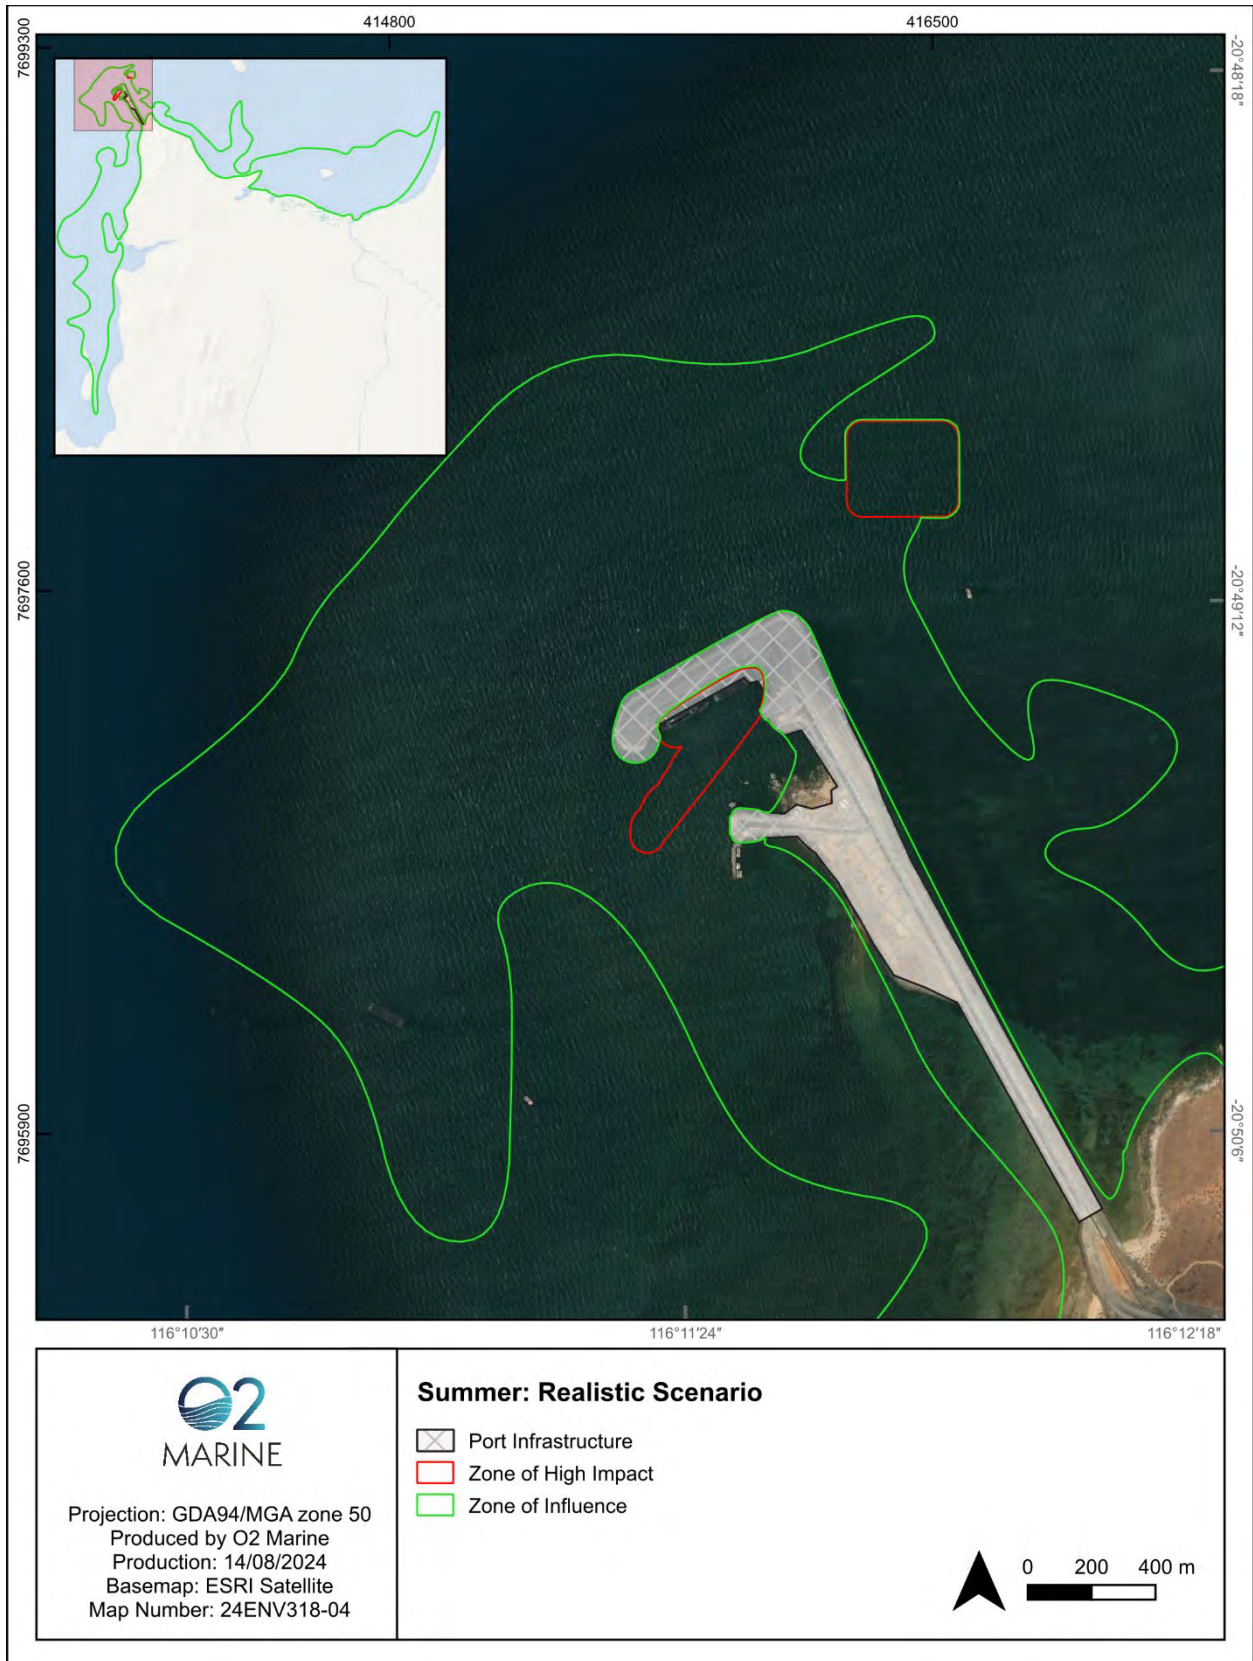 414800
416500
7699300
7697600
7695900
-20°48'18"
-20°49'12"
-20°50'6"
116°10'30"
116°11'24"
116°12'18"
O2
MARINE
Projection: GDA94/MGA zone 50
Produced by O2 Marine
Production: 14/08/2024
Basemap: ESRI Satellite
Map Number: 24ENV318-04
Summer: Realistic Scenario
Port Infrastructure
Zone of High Impact
Zone of Influence
0 200 400 m